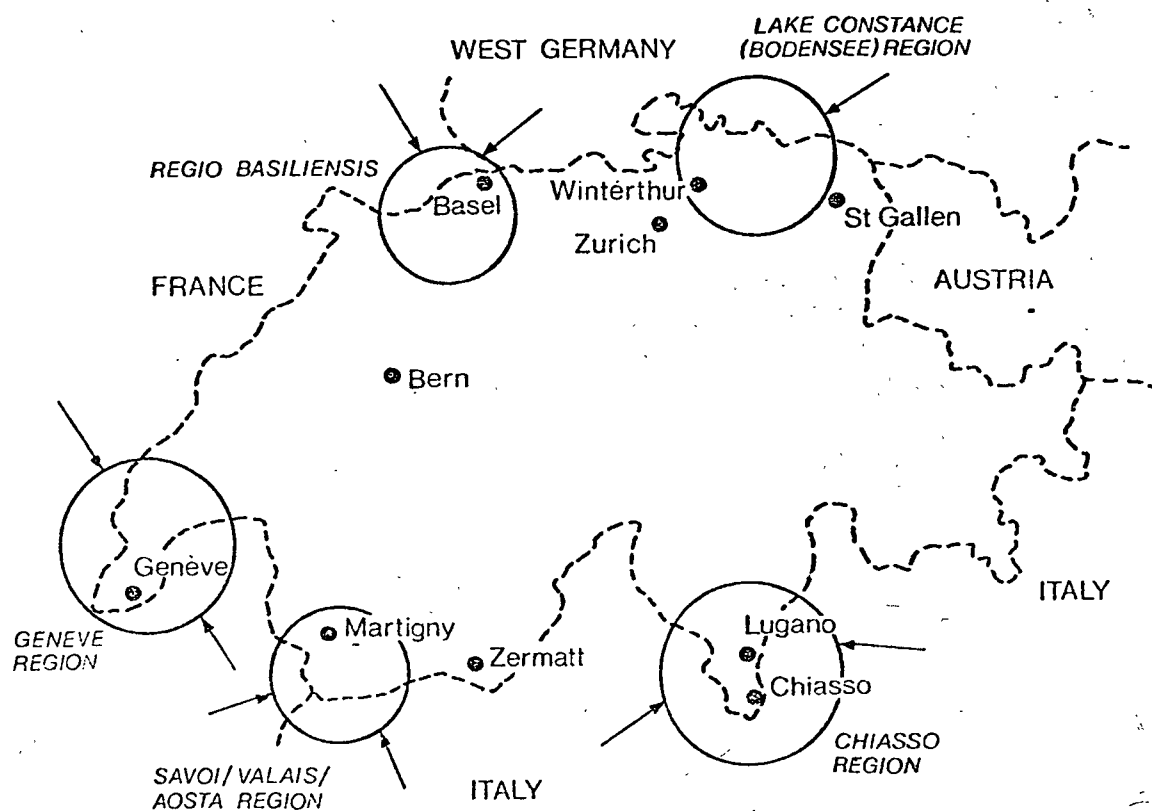 LAKE CONSTANCE
(BODENSEE) REGION
WEST GERMANY
REGIO BASILIENSIS
Basel
Wintérthur
Zurich
St Gallen
FRANCE
AUSTRIA
Bern
Genève
GENEVE
REGION
Martigny
Zermatt
Lugano
Chiasso
ITALY
SAVOI/VALAIS/
AOSTA REGION
ITALY
CHIASSO
REGION